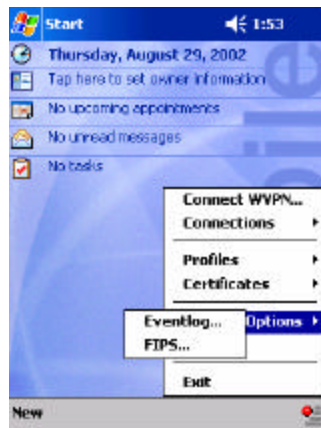 Start 1:53
Thursday, August 29, 2002
Tap here to set owner information
No upcoming appointments
No unread messages
No tasks
Connect WVPN...
Connections
Profiles
Certificates
Options
Eventlog...
FIPS...
Exit
New